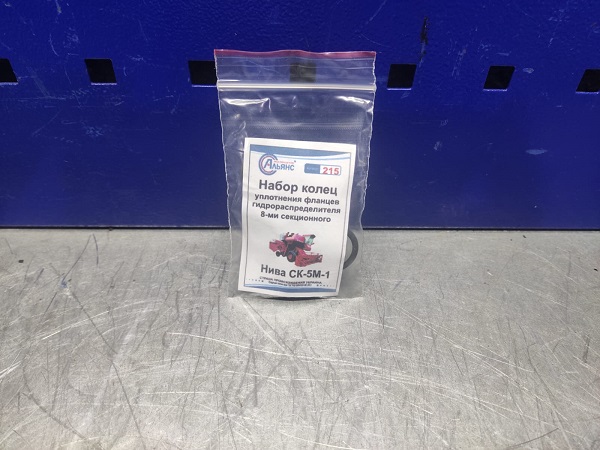 Альянс
215
Набор колец
уплотнения фланцев
гидрораспределителя
8-ми секционного
Нива СК-5М-1